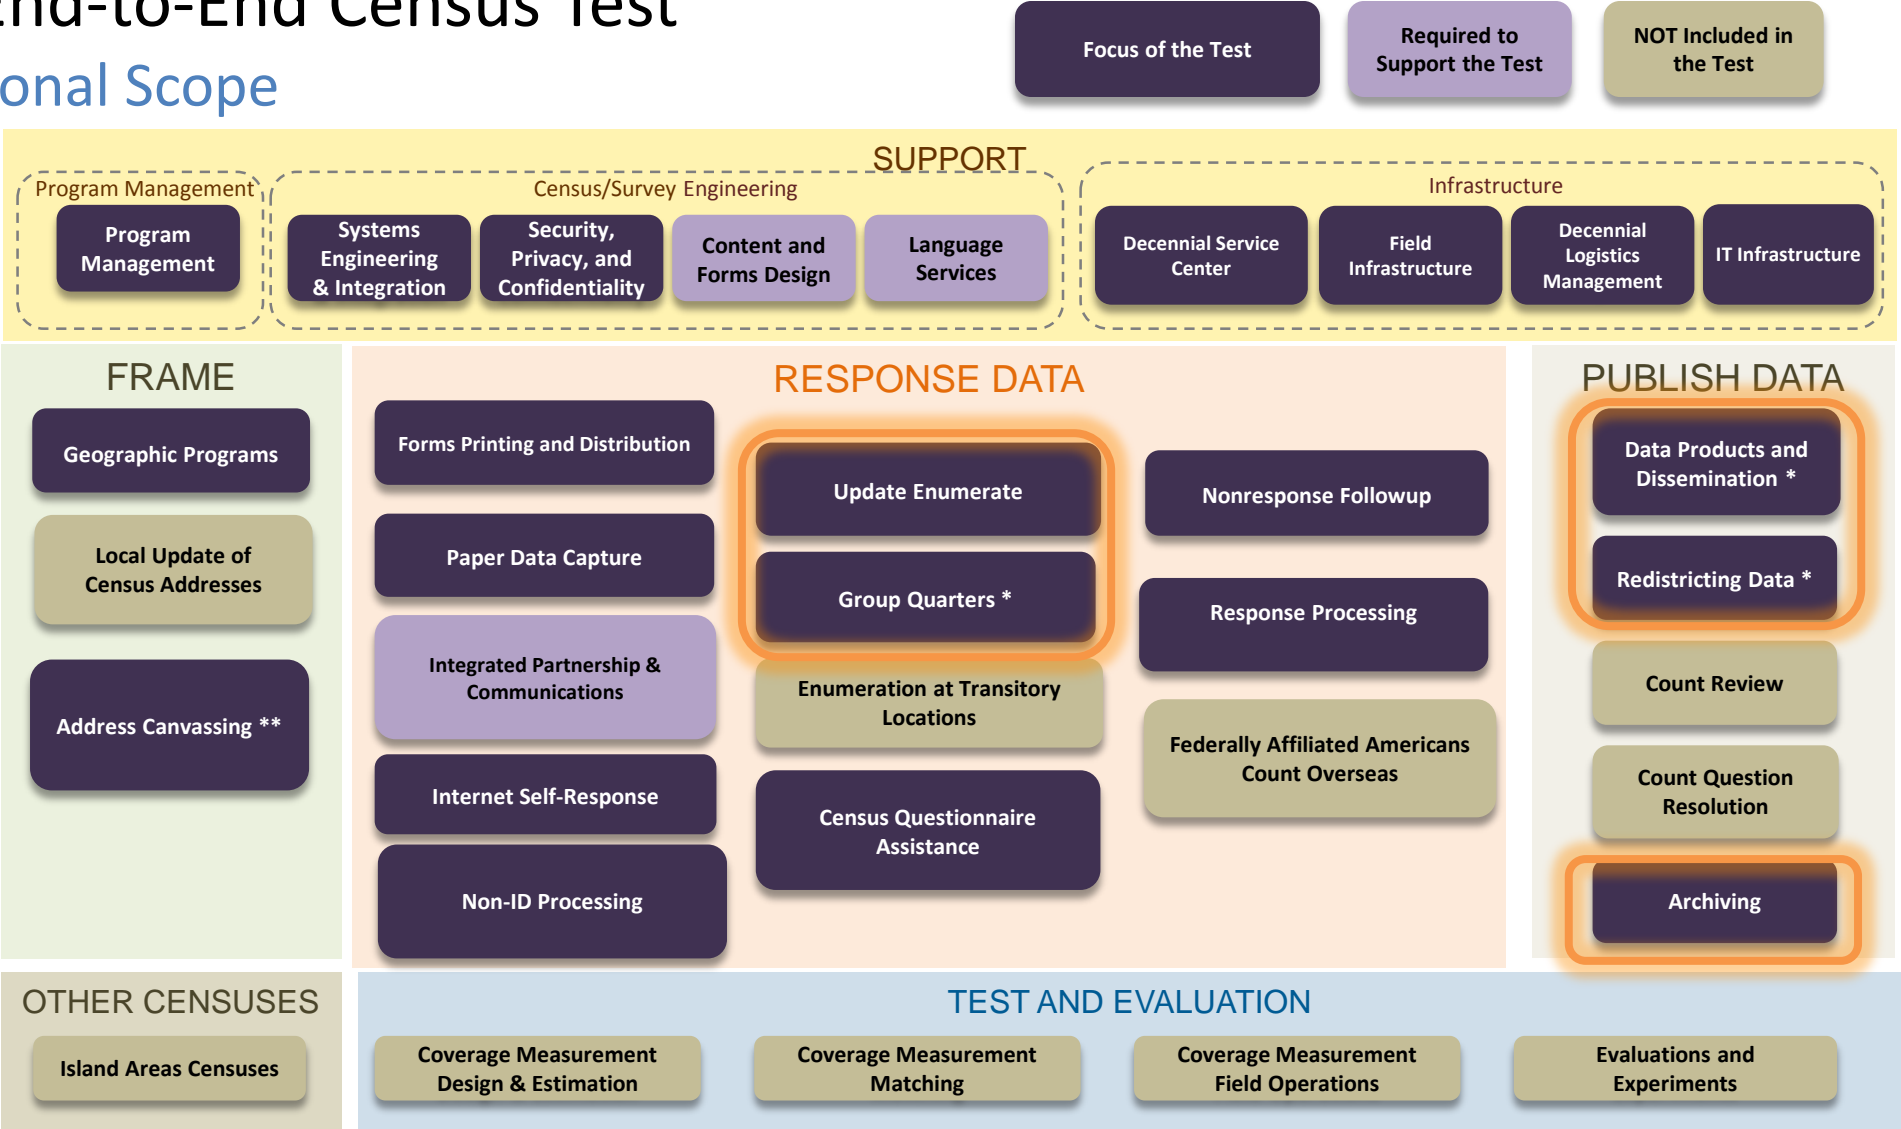 End-to-End Census Test
onal Scope
Focus of the Test
Required to
Support the Test
NOT Included in
the Test
SUPPORT
Program Management
Program
Management
Census/Survey Engineering
Systems
Engineering
& Integration
Security,
Privacy, and
Confidentiality
Content and
Forms Design
Language
Services
Infrastructure
Decennial Service
Center
Field
Infrastructure
Decennial
Logistics
Management
IT Infrastructure
FRAME
Geographic Programs
Local Update of
Census Addresses
Address Canvassing **
RESPONSE DATA
Forms Printing and Distribution
Paper Data Capture
Integrated Partnership &
Communications
Internet Self-Response
Non-ID Processing
Update Enumerate
Group Quarters *
Enumeration at Transitory
Locations
Census Questionnaire
Assistance
Nonresponse Followup
Response Processing
Federally Affiliated Americans
Count Overseas
PUBLISH DATA
Data Products and
Dissemination *
Redistricting Data *
Count Review
Count Question
Resolution
Archiving
OTHER CENSUSES
Island Areas Censuses
TEST AND EVALUATION
Coverage Measurement
Design & Estimation
Coverage Measurement
Matching
Coverage Measurement
Field Operations
Evaluations and
Experiments